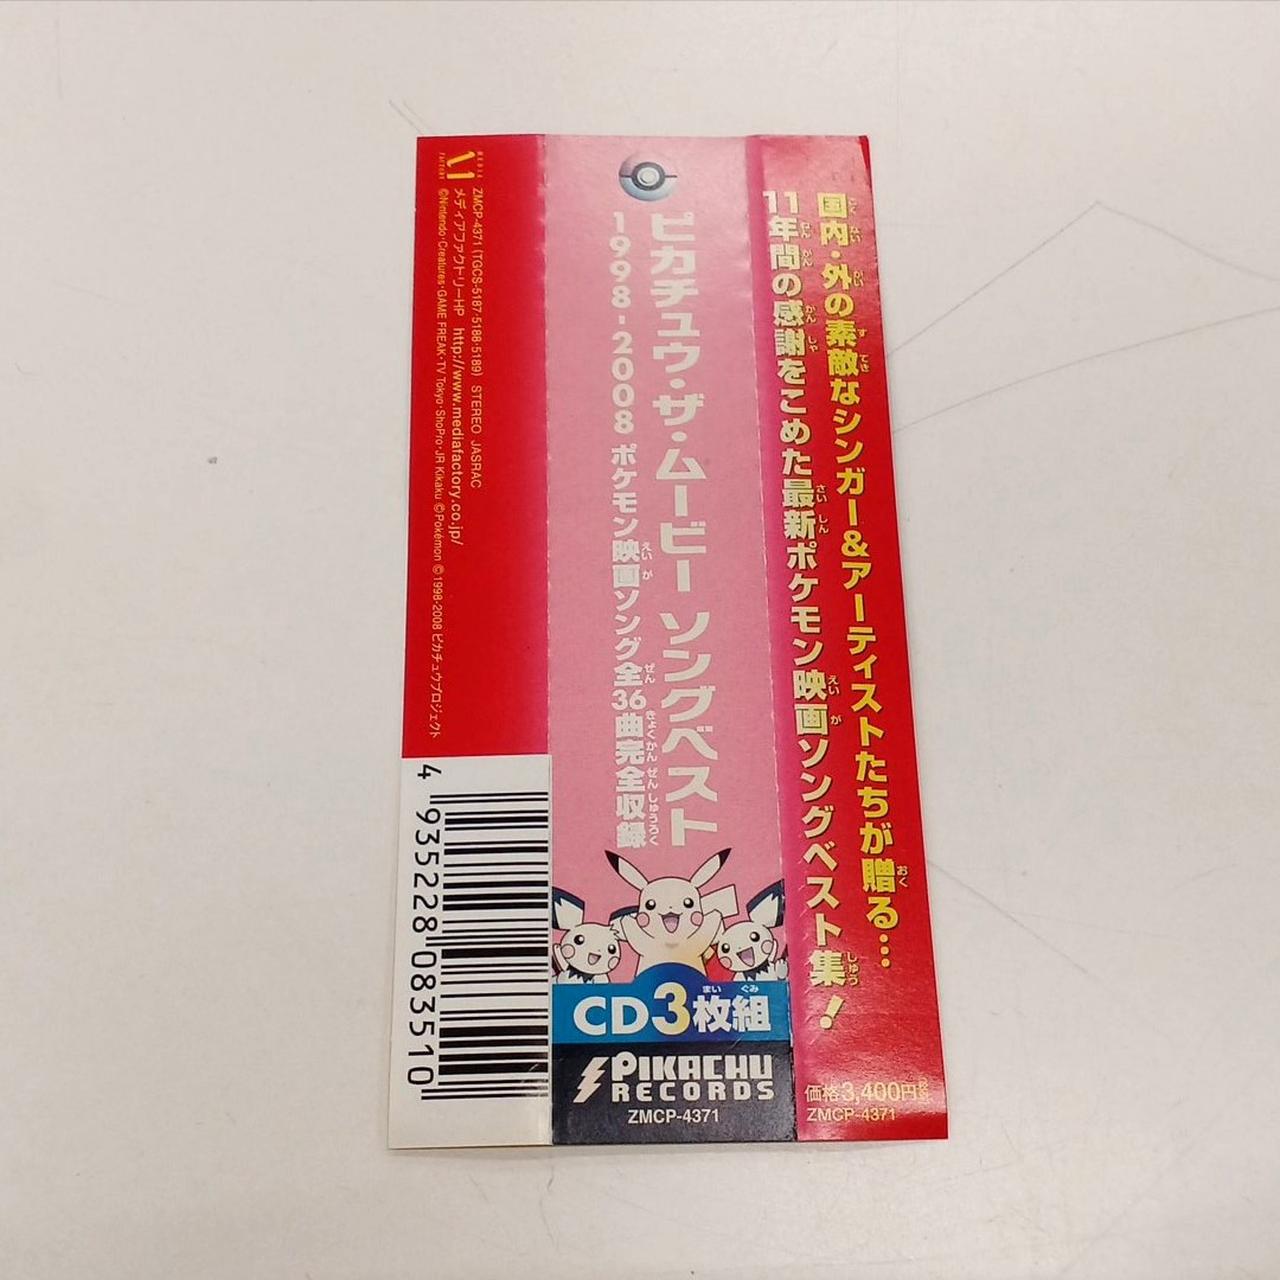 国内・外の素敵なシンガー&アーティストたちが贈る…
11年間の感謝をこめた最新ポケモン映画ソングベスト集!
価格3,400円
ZMCP-4371
ピカチュウ・ザ・ムービー ソングベスト
1998-2008 ポケモン映画ソング全36曲完全収録
CD3枚組
PIKACHU
RECORDS
ZMCP-4371
MEDIA
FACTORY
ZMCP-4371 (TGCS-5187・5188・5189) STEREO JASRAC
メディアファクトリーHP http://www.mediafactory.co.jp/
©Nintendo・Creatures・GAME FREAK・TV Tokyo・ShoPro・JR Kikaku ©Pokémon ©1998-2008 ピカチュウプロジェクト
4 935228 083510